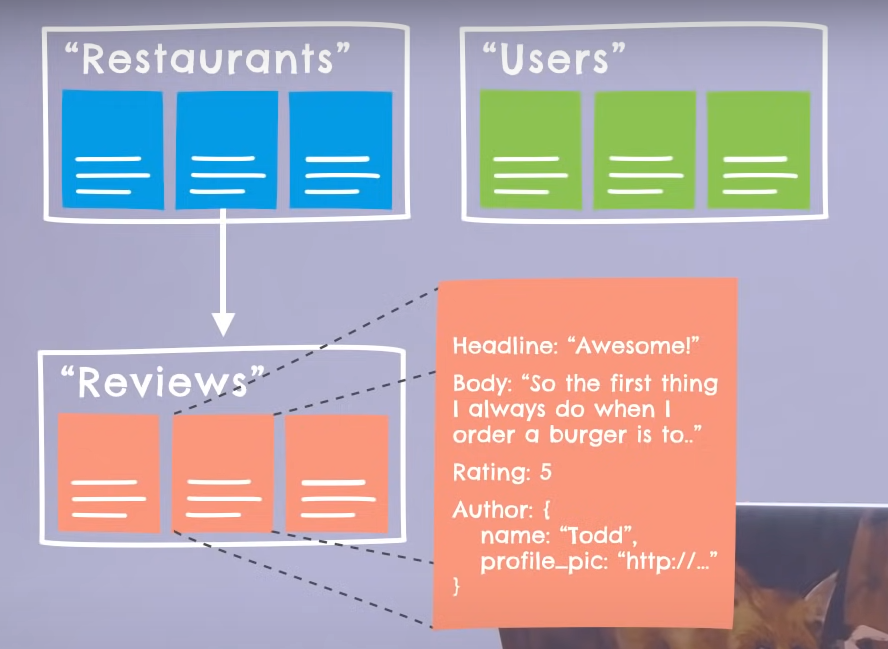 “Restaurants”
“Users”
“Reviews”
Headline: “Awesome!”
Body: “So the first thing
I always do when I
order a burger is to..”
Rating: 5
Author: {
name: “Todd”,
profile_pic: “http://...”
}